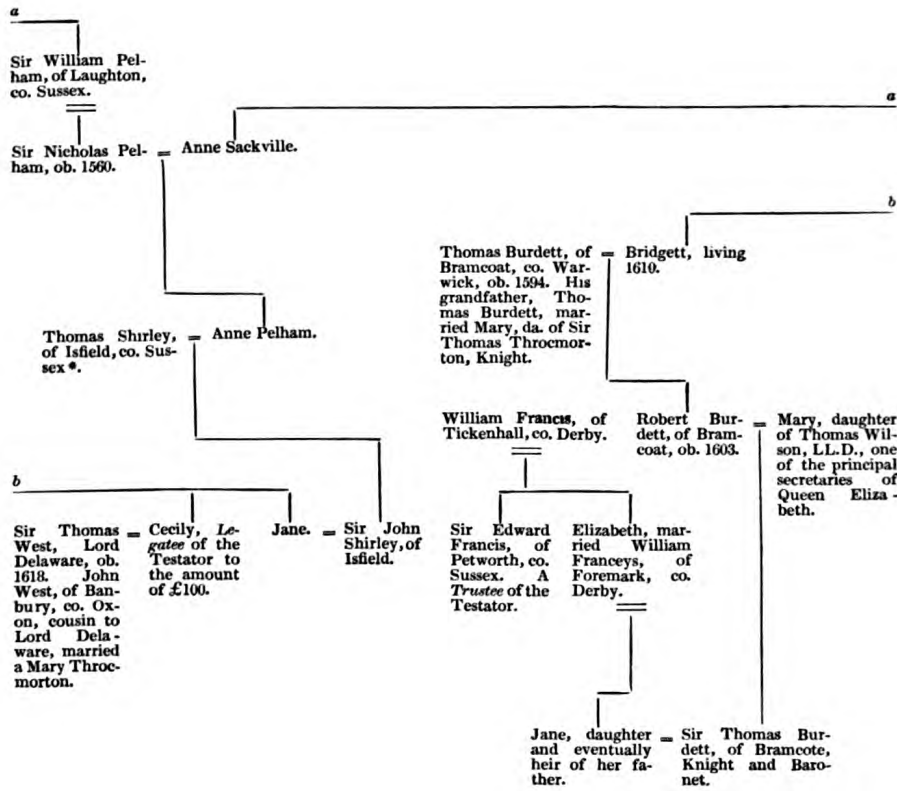 a
Sir William Pel-
ham, of Laughton,
co. Sussex.
a
Sir Nicholas Pel-
ham, ob. 1560.
= Anne Sackville.
b
Thomas Burdett, of
Bramcoat, co. War-
wick, ob. 1594. His
grandfather, Tho-
mas Burdett, mar-
ried Mary, da. of Sir
Thomas Throcmor-
ton, Knight.
= Bridgett, living
1610.
Thomas Shirley,
of Isfield, co. Sus-
sex *.
= Anne Pelham.
William Francis, of
Tickenhall, co. Derby.
Robert Bur-
dett, of Bram-
coat, ob. 1603.
= Mary, daughter
of Thomas Wil-
son, LL.D., one
of the principal
secretaries of
Queen Eliza-
beth.
b
Sir Thomas
West, Lord
Delaware, ob.
1618. John
West, of Ban-
bury, co. Ox-
on, cousin to
Lord Dela-
ware, married
a Mary Throc-
morton.
= Cecily, Le-
gatee of the
Testator to
the amount
of £100.
Jane. = Sir John
Shirley, of
Isfield.
Sir Edward
Francis, of
Petworth, co.
Sussex. A
Trustee of the
Testator.
Elizabeth, mar-
ried William
Franceys, of
Foremark, co.
Derby.
Jane, daughter
and eventually
heir of her fa-
ther.
= Sir Thomas Bur-
dett, of Bramcote,
Knight and Baro-
net.